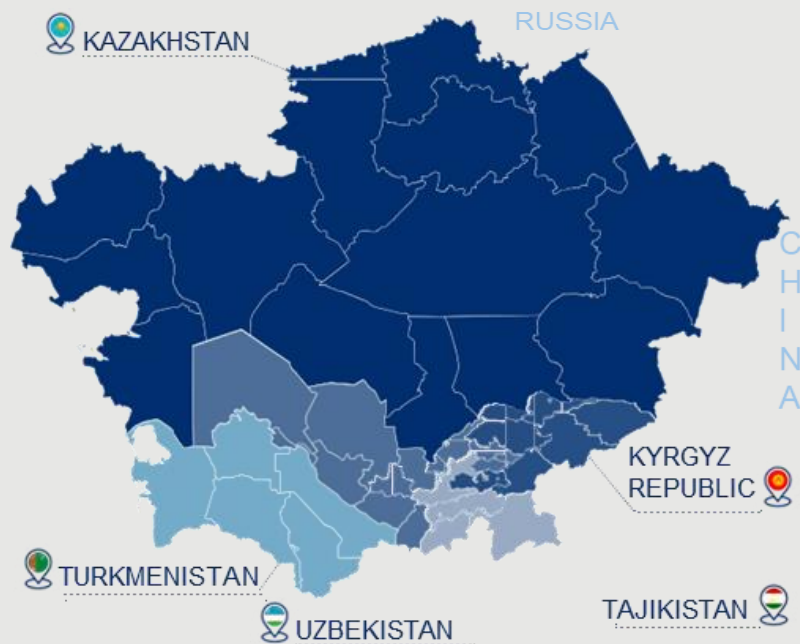 RUSSIA
KAZAKHSTAN
C
H
I
N
A
KYRGYZ
REPUBLIC
TURKMENISTAN
TAJIKISTAN
UZBEKISTAN